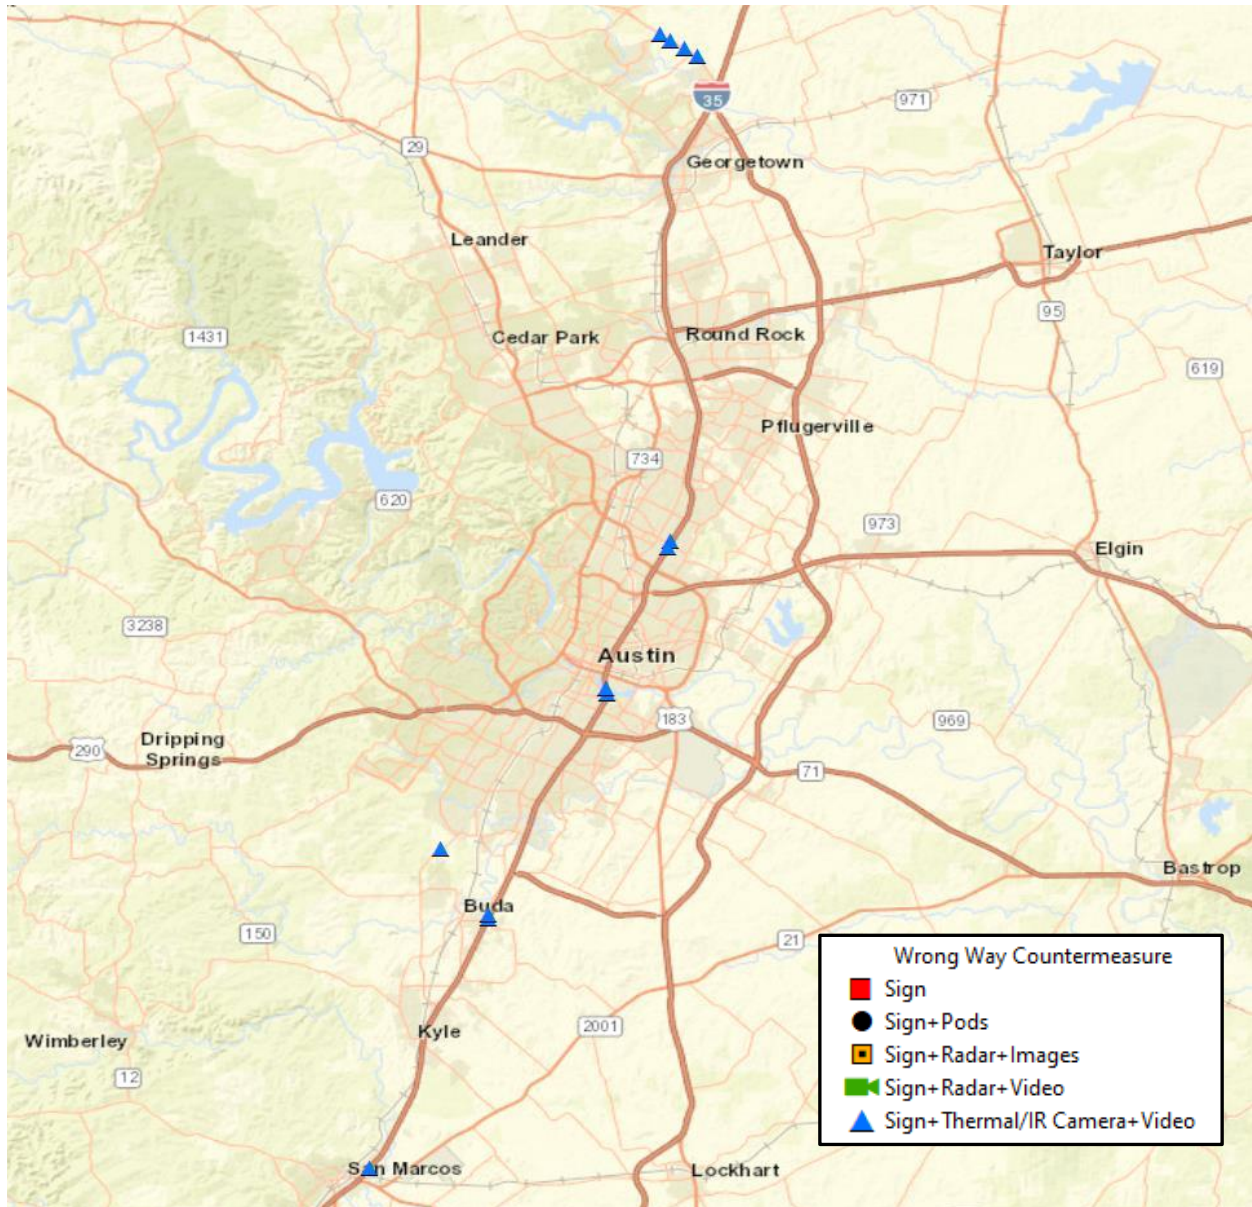 35
971
Georgetown
29
Leander
Taylor
95
1431
Cedar Park
Round Rock
619
Pflugerville
734
620
973
Elgin
3238
Austin
183
969
Dripping
Springs
290
71
Bastrop
Buda
150
21
Wrong Way Countermeasure
Sign
Sign+Pods
Sign+Radar+Images
Sign+Radar+Video
Sign+Thermal/IR Camera+Video
2001
Kyle
Wimberley
12
San Marcos
Lockhart